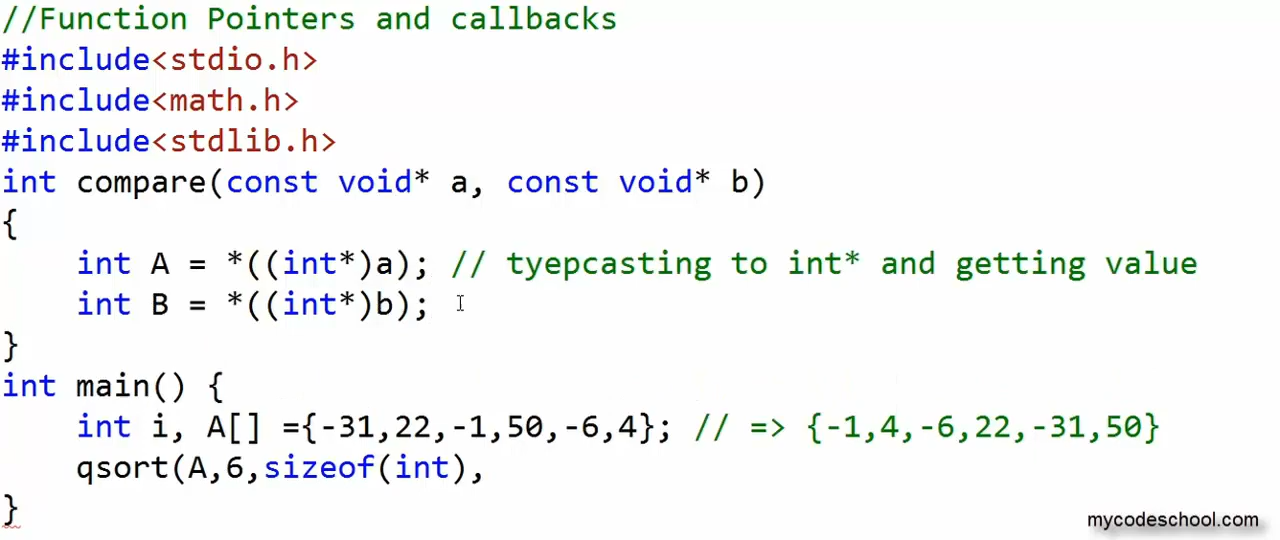 //Function Pointers and callbacks
#include<stdio.h>
#include<math.h>
#include<stdlib.h>
int compare(const void* a, const void* b)
{
    int A = *((int*)a); // tyepcasting to int* and getting value
    int B = *((int*)b);
}
int main() {
    int i, A[] ={-31,22,-1,50,-6,4}; // => {-1,4,-6,22,-31,50}
    qsort(A,6,sizeof(int),
}
mycodeschool.com